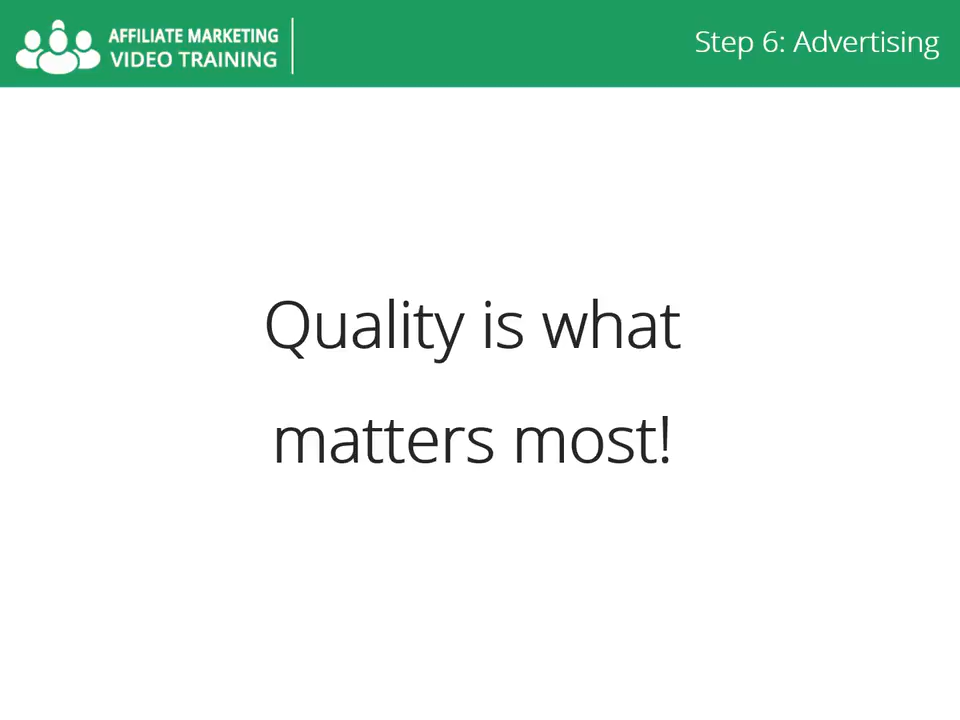 AFFILIATE MARKETING
VIDEO TRAINING
Step 6: Advertising
Quality is what
matters most!